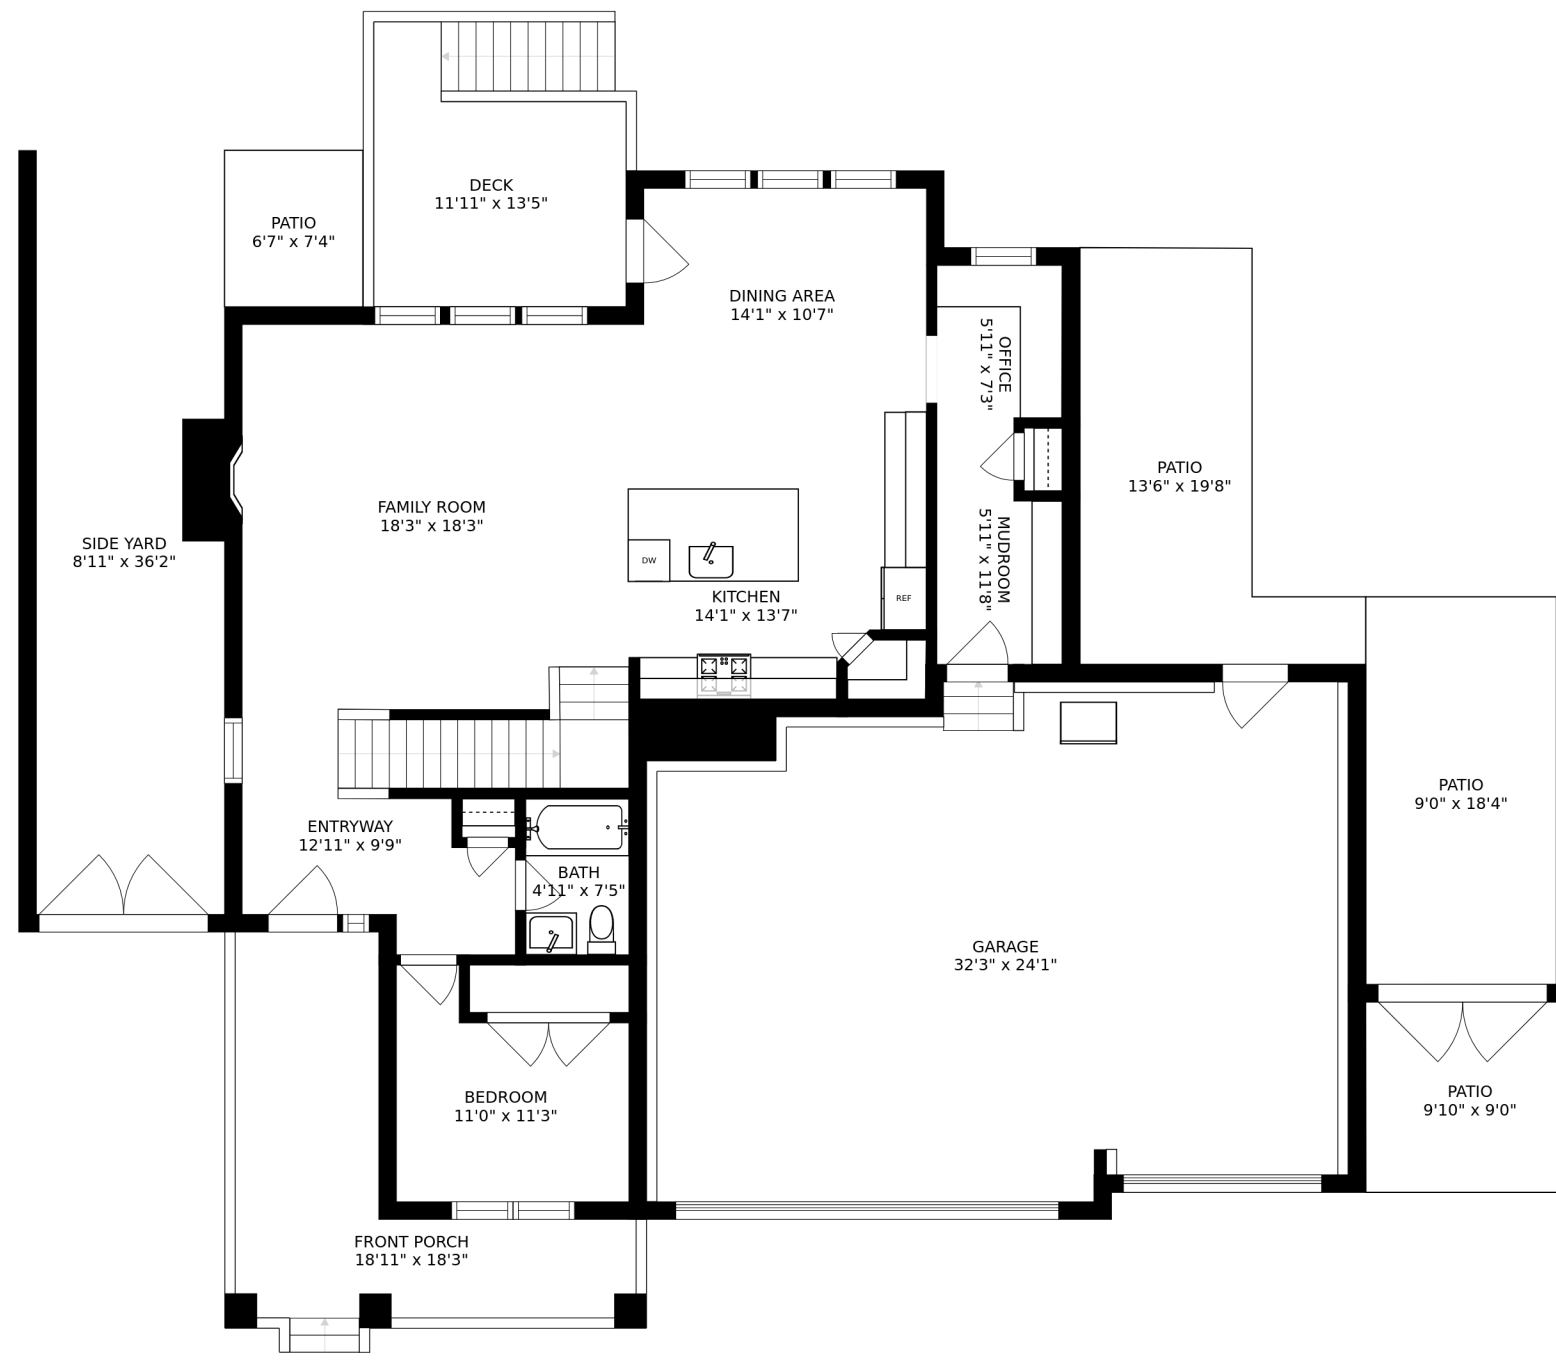 DECK
11'11" x 13'5"
PATIO
6'7" x 7'4"
DINING AREA
14'1" x 10'7"
OFFICE
5'11" x 7'3"
PATIO
13'6" x 19'8"
FAMILY ROOM
18'3" x 18'3"
SIDE YARD
8'11" x 36'2"
DW
KITCHEN
14'1" x 13'7"
REF
MUDROOM
5'11" x 11'8"
PATIO
9'0" x 18'4"
ENTRYWAY
12'11" x 9'9"
BATH
4'11" x 7'5"
GARAGE
32'3" x 24'1"
BEDROOM
11'0" x 11'3"
PATIO
9'10" x 9'0"
FRONT PORCH
18'11" x 18'3"